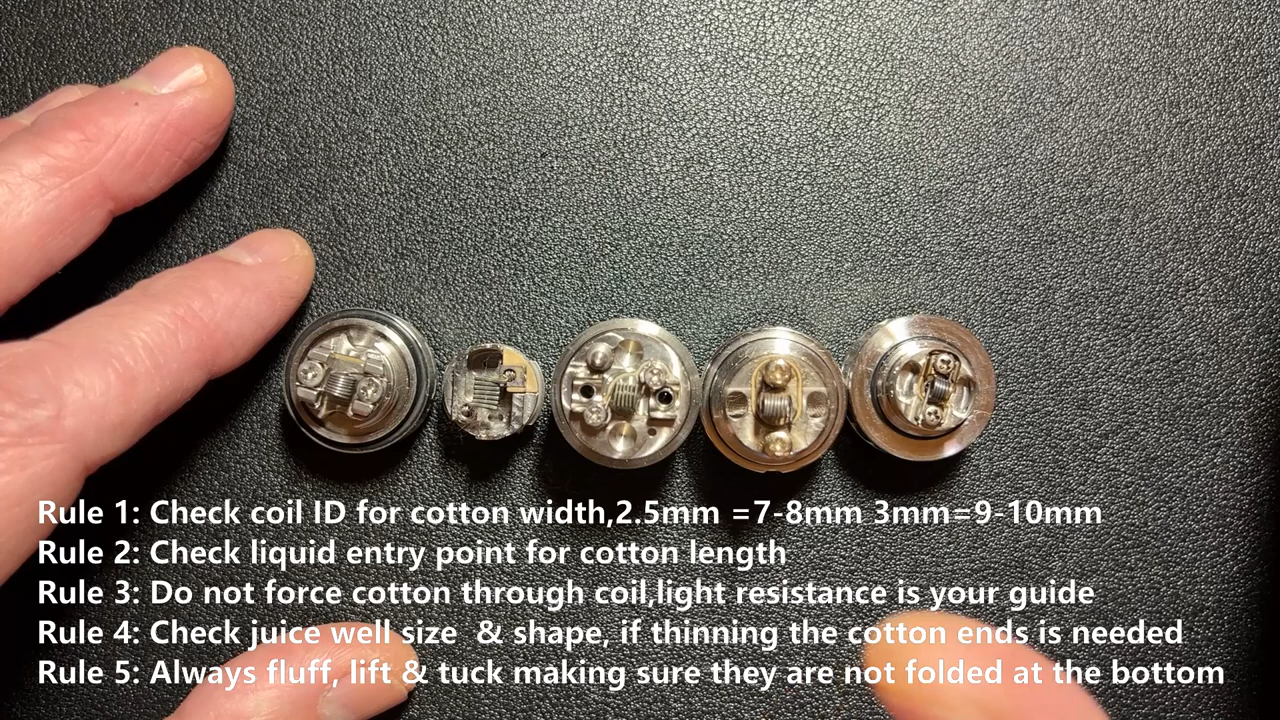 Rule 1: Check coil ID for cotton width,2.5mm =7-8mm 3mm=9-10mm
Rule 2: Check liquid entry point for cotton length
Rule 3: Do not force cotton through coil,light resistance is your guide
Rule 4: Check juice well size  & shape, if thinning the cotton ends is needed
Rule 5: Always fluff, lift & tuck making sure they are not folded at the bottom